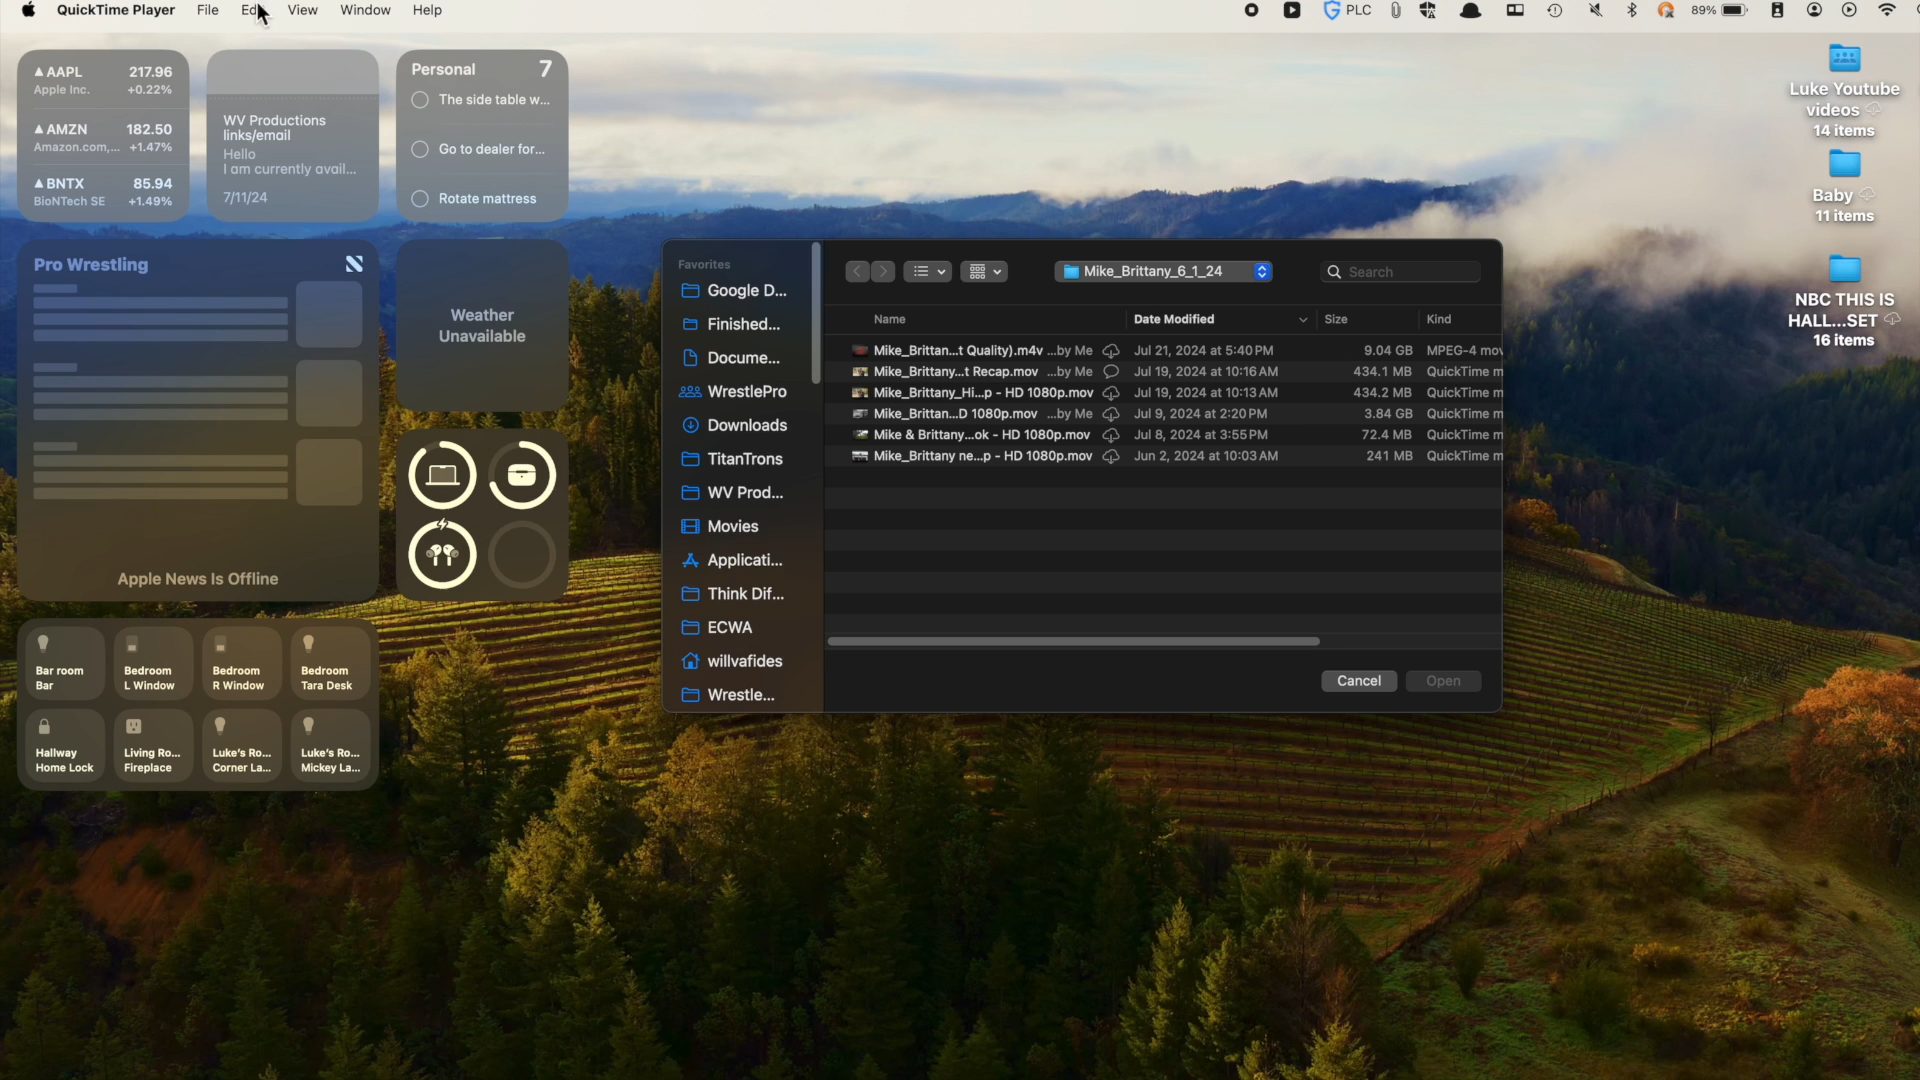 QuickTime Player File Ed View Window Help
PLC 89%
AAPL 217.96
Apple Inc. +0.22%
AMZN 182.50
Amazon.com,... +1.47%
BNTX 85.94
BioNTech SE +1.49%
WV Productions
links/email
Hello
I am currently avail...
7/11/24
Personal 7
The side table w...
Go to dealer for...
Rotate mattress
Pro Wrestling
Apple News Is Offline
Weather
Unavailable
Bar room
Bar
Bedroom
L Window
Bedroom
R Window
Bedroom
Tara Desk
Hallway
Home Lock
Living Ro...
Fireplace
Luke's Ro...
Corner La...
Luke's Ro...
Mickey La...
Favorites
Google D...
Finished...
Docume...
WrestlePro
Downloads
TitanTrons
WV Prod...
Movies
Applicati...
Think Dif...
ECWA
willvafides
Wrestle...
Mike_Brittany_6_1_24
Search
Name Date Modified Size Kind
Mike_Brittan...t Quality).m4v ...by Me Jul 21, 2024 at 5:40 PM 9.04 GB MPEG-4 mov
Mike_Brittany...t Recap.mov ...by Me Jul 19, 2024 at 10:16 AM 434.1 MB QuickTime m
Mike_Brittany_Hi...p - HD 1080p.mov Jul 19, 2024 at 10:13 AM 434.2 MB QuickTime m
Mike_Brittan...D 1080p.mov ...by Me Jul 9, 2024 at 2:20 PM 3.84 GB QuickTime m
Mike & Brittany...ok - HD 1080p.mov Jul 8, 2024 at 3:55 PM 72.4 MB QuickTime m
Mike_Brittany ne...p - HD 1080p.mov Jun 2, 2024 at 10:03 AM 241 MB QuickTime m
Cancel Open
Luke Youtube
videos
14 items
Baby
11 items
NBC THIS IS
HALL...SET
16 items